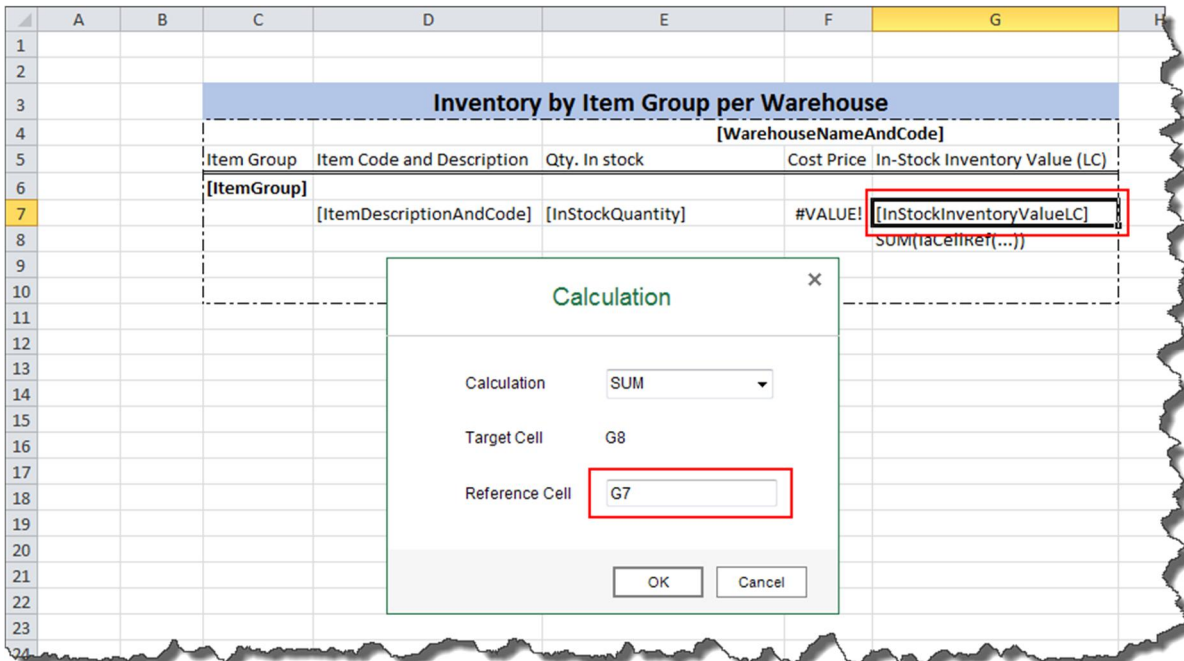 A B C D E F G H
1
2
3 Inventory by Item Group per Warehouse
4 [WarehouseNameAndCode]
5 Item Group Item Code and Description Qty. In stock Cost Price In-Stock Inventory Value (LC)
6 [ItemGroup]
7 [ItemDescriptionAndCode] [InStockQuantity] #VALUE! [InStockInventoryValueLC]
8 SUM(IaCellRef(...))
9
10
Calculation ×
11
12
13
Calculation SUM
14
15
Target Cell G8
16
17
Reference Cell G7
18
19
20
21
OK Cancel
22
23
24